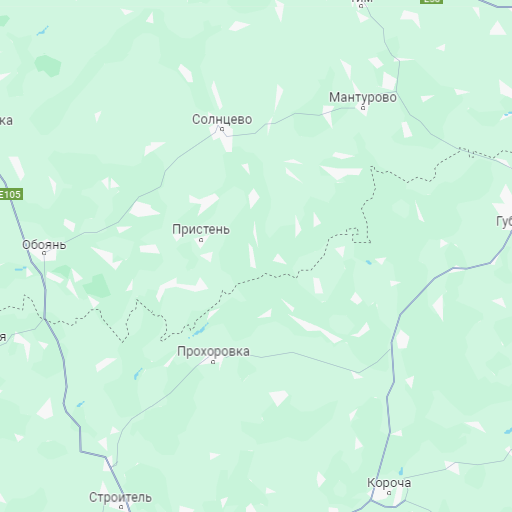 Мантурово
Солнцево
E105
Пристень
Обоянь
Прохоровка
Короча
Строитель